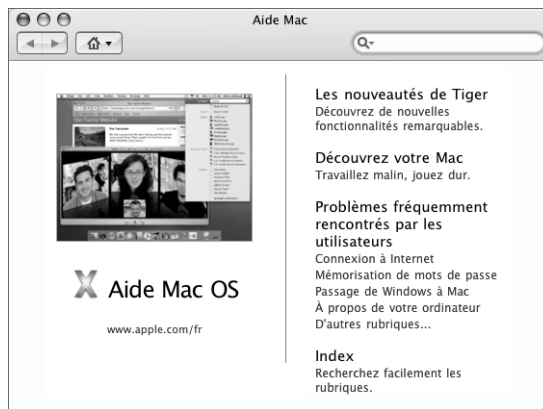 Aide Mac
Les nouveautés de Tiger
Découvrez de nouvelles
fonctionnalités remarquables.
Découvrez votre Mac
Travaillez malin, jouez dur.
Problèmes fréquemment
rencontrés par les
utilisateurs
Connexion à Internet
Mémorisation de mots de passe
Passage de Windows à Mac
À propos de votre ordinateur
D'autres rubriques...
Index
Recherchez facilement les
rubriques.
X Aide Mac OS
www.apple.com/fr